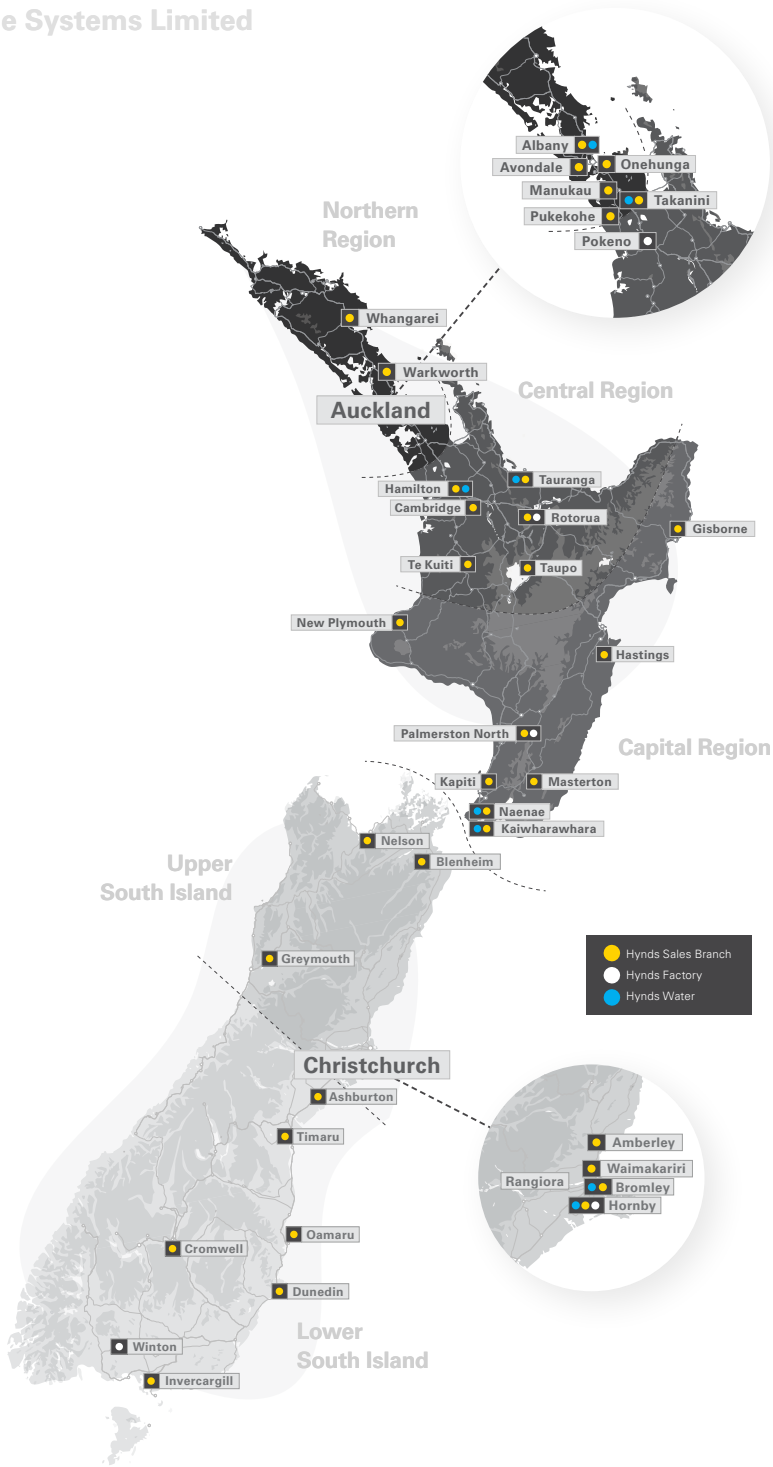 e Systems Limited
Albany
Avondale
Onehunga
Manukau
Takanini
Pukekohe
Pokeno
Northern
Region
Whangarei
Warkworth
Auckland
Central Region
Tauranga
Hamilton
Cambridge
Rotorua
Gisborne
Te Kuiti
Taupo
New Plymouth
Hastings
Palmerston North
Capital Region
Kapiti
Masterton
Naenae
Kaiwharawhara
Nelson
Blenheim
Upper
South Island
Greymouth
Hynds Sales Branch
Hynds Factory
Hynds Water
Christchurch
Ashburton
Timaru
Amberley
Waimakariri
Rangiora
Bromley
Hornby
Oamaru
Cromwell
Dunedin
Lower
South Island
Winton
Invercargill